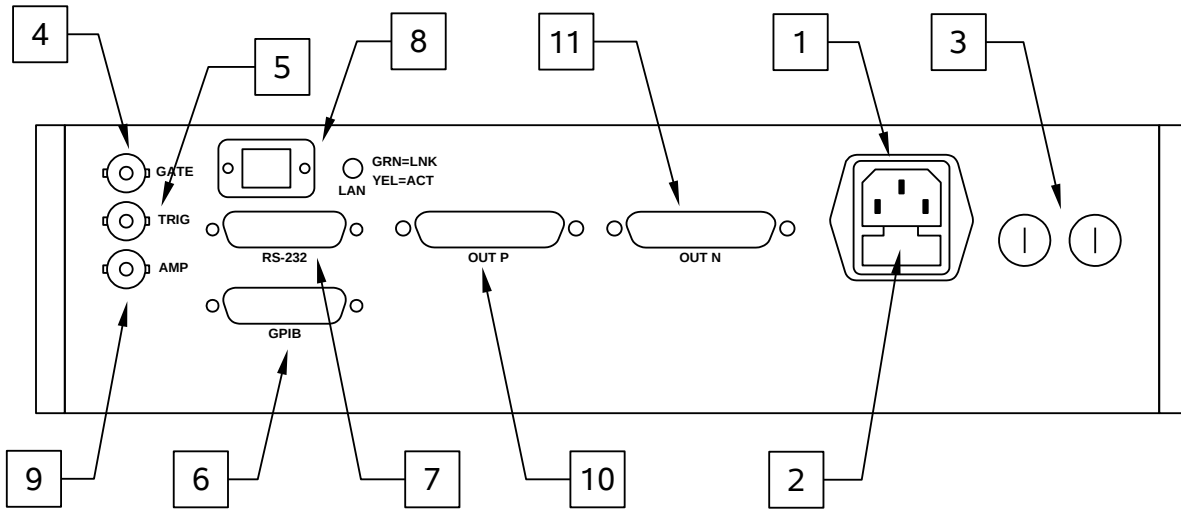 4
5
8
11
1
3
GATE
GRN=LNK
YEL=ACT
LAN
TRIG
RS-232
OUT P
OUT N
AMP
GPIB
9
6
7
10
2